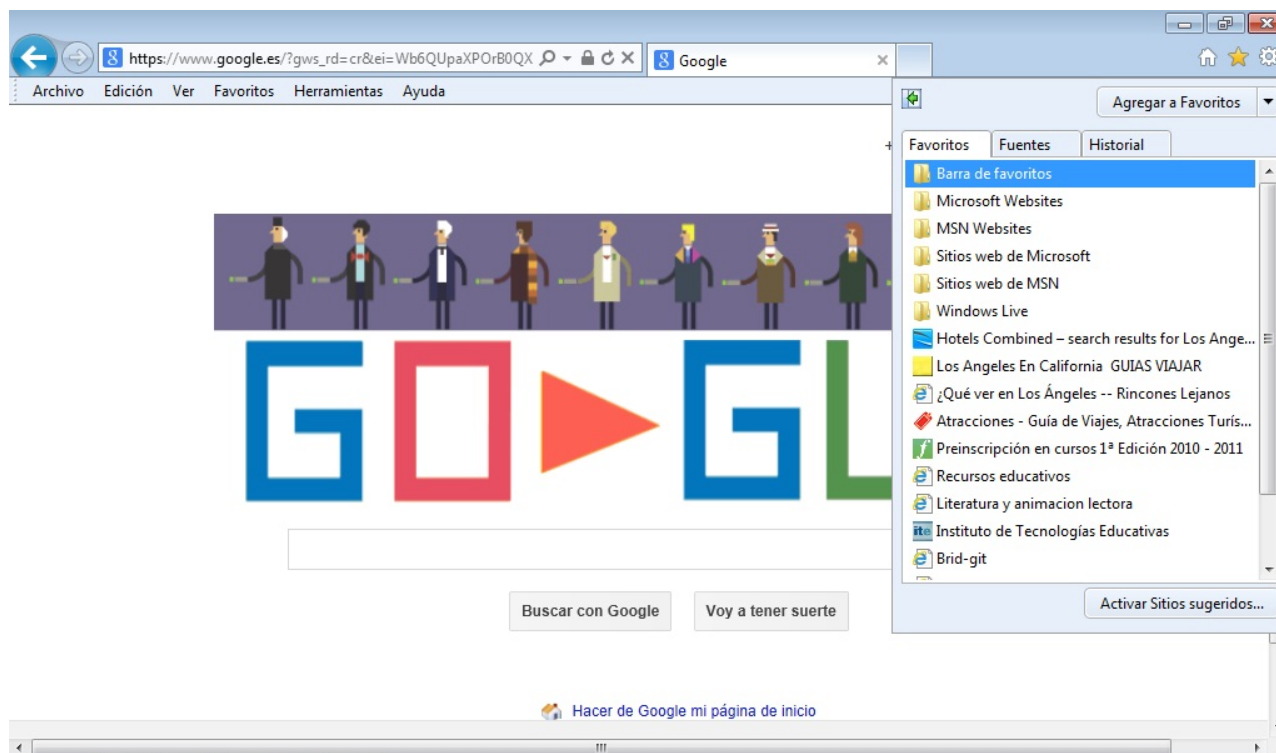 https://www.google.es/?gws_rd=cr&ei=Wb6QUpaXPOrB0QX
Google
Archivo Edición Ver Favoritos Herramientas Ayuda
Agregar a Favoritos
Favoritos Fuentes Historial
Barra de favoritos
Microsoft Websites
MSN Websites
Sitios web de Microsoft
Sitios web de MSN
Windows Live
Hotels Combined – search results for Los Ange...
Los Angeles En California GUIAS VIAJAR
¿Qué ver en Los Ángeles -- Rincones Lejanos
Atracciones - Guía de Viajes, Atracciones Turís...
Preinscripción en cursos 1ª Edición 2010 - 2011
Recursos educativos
Literatura y animacion lectora
ite Instituto de Tecnologías Educativas
Brid-git
Activar Sitios sugeridos...
GO GL
Buscar con Google Voy a tener suerte
Hacer de Google mi página de inicio